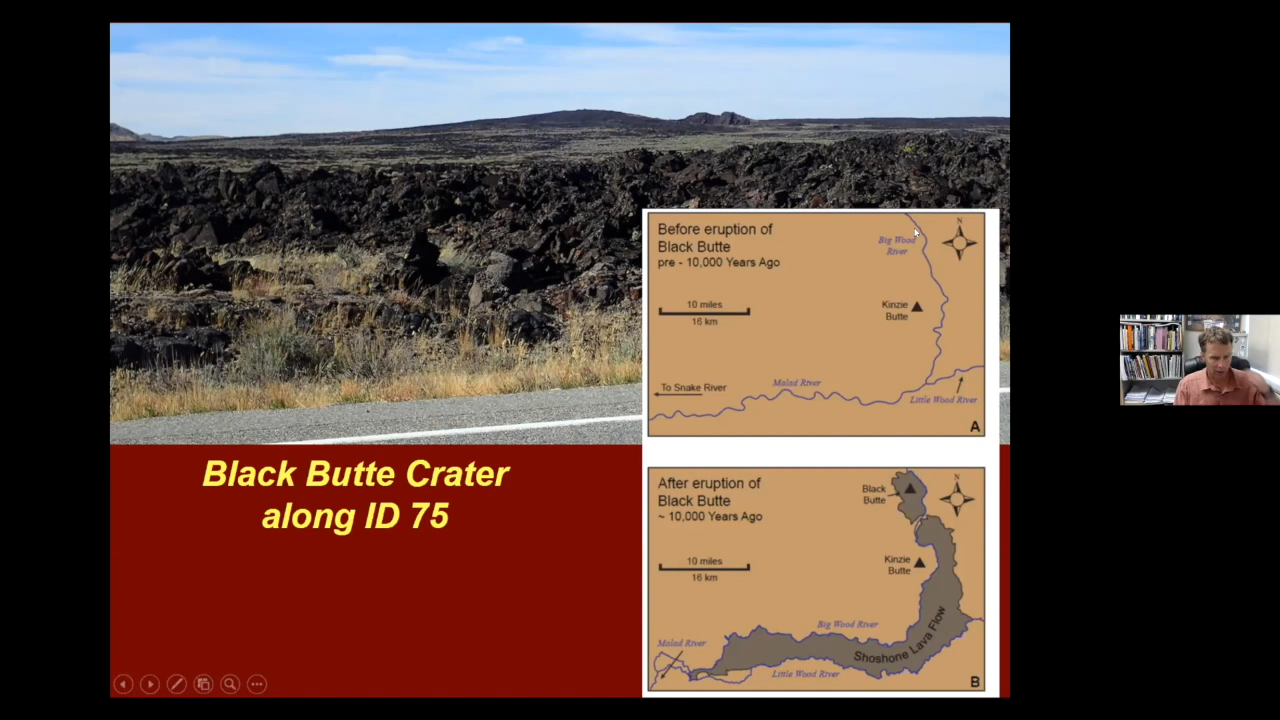 Before eruption of
Black Butte
pre - 10,000 Years Ago
N
Big Wood
River
10 miles
16 km
Kinzie
Butte
To Snake River
Malad River
Little Wood River
A
Black Butte Crater
along ID 75
After eruption of
Black Butte
~ 10,000 Years Ago
Black
Butte
N
10 miles
16 km
Kinzie
Butte
Big Wood River
Malad River
Shoshone Lava Flow
Little Wood River
B